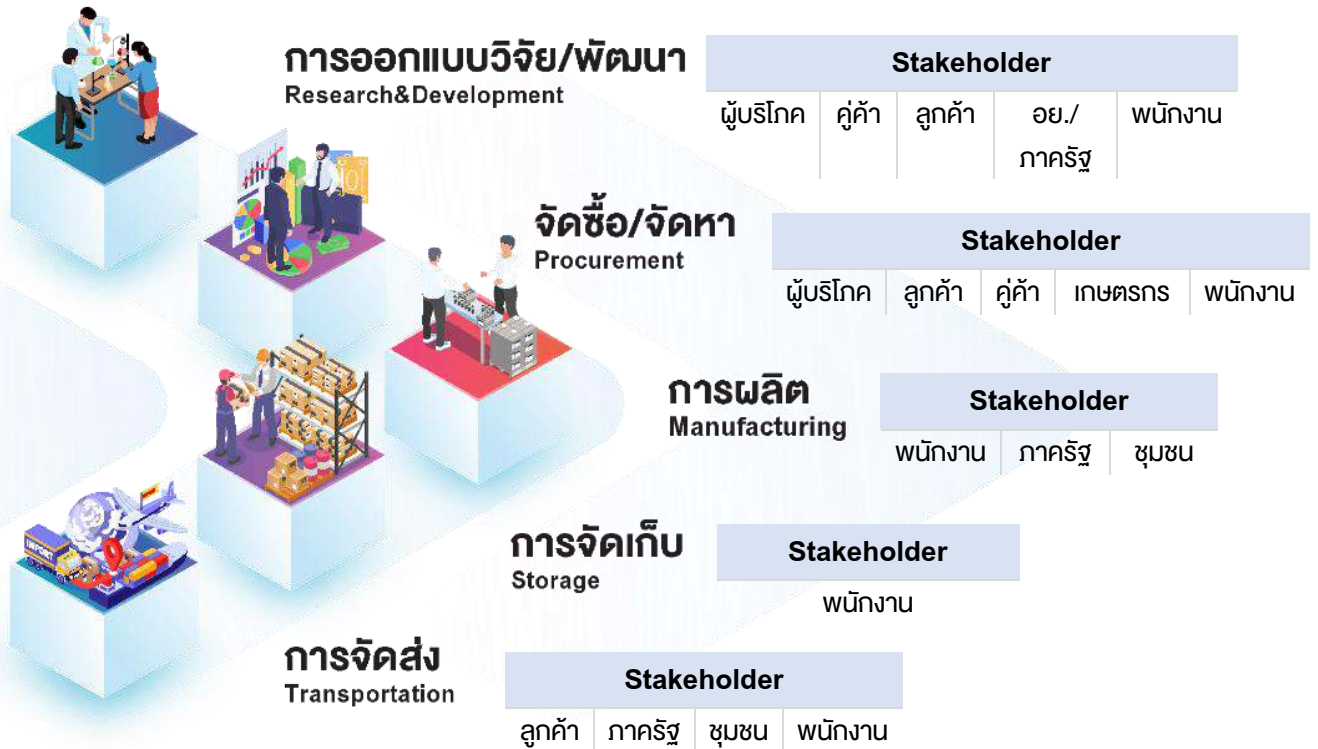 การออกแบบวิจัย/พัฒนา
Research&Development
Stakeholder
ผู้บริโภค คู่ค้า ลูกค้า อย./ พนักงาน
ภาครัฐ
จัดซื้อ/จัดหา
Procurement
Stakeholder
ผู้บริโภค ลูกค้า คู่ค้า เกษตรกร พนักงาน
การผลิต
Manufacturing
Stakeholder
พนักงาน ภาครัฐ ชุมชน
การจัดเก็บ
Storage
Stakeholder
พนักงาน
IMPORT
การจัดส่ง
Transportation
Stakeholder
ลูกค้า ภาครัฐ ชุมชน พนักงาน